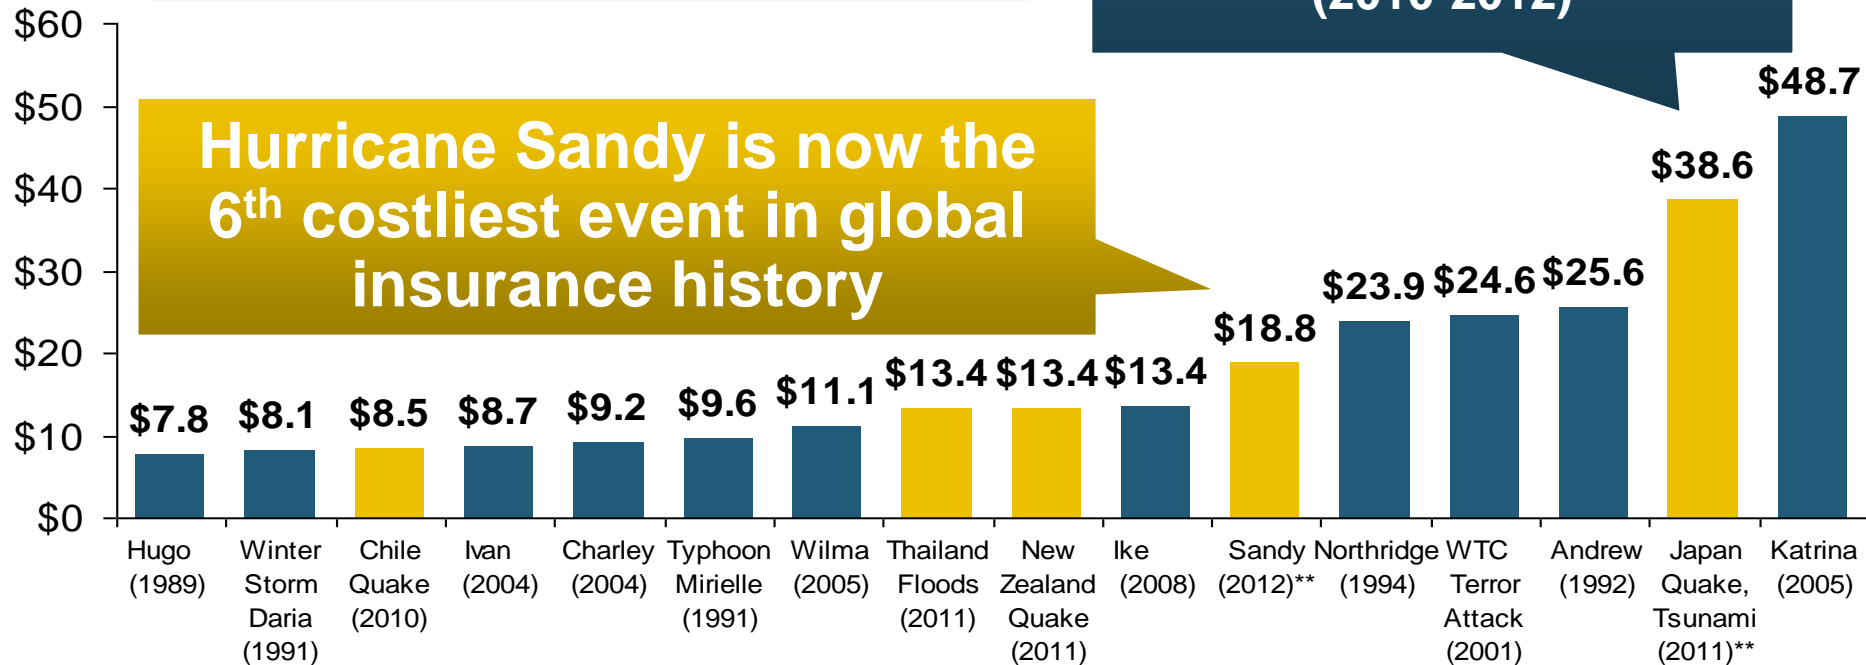 (2010-2012)
$60
$50
$40
$30
$20
$10
$0
Hurricane Sandy is now the
6th costliest event in global
insurance history
$7.8
$8.1
$8.5
$8.7
$9.2
$9.6
$11.1
$13.4
$13.4
$13.4
$18.8
$23.9
$24.6
$25.6
$38.6
$48.7
Hugo
(1989)
Winter
Storm
Daria
(1991)
Chile
Quake
(2010)
Ivan
(2004)
Charley
(2004)
Typhoon
Mirielle
(1991)
Wilma
(2005)
Thailand
Floods
(2011)
New
Zealand
Quake
(2011)
Ike
(2008)
Sandy
(2012)**
Northridge
(1994)
WTC
Terror
Attack
(2001)
Andrew
(1992)
Japan
Quake,
Tsunami
(2011)**
Katrina
(2005)